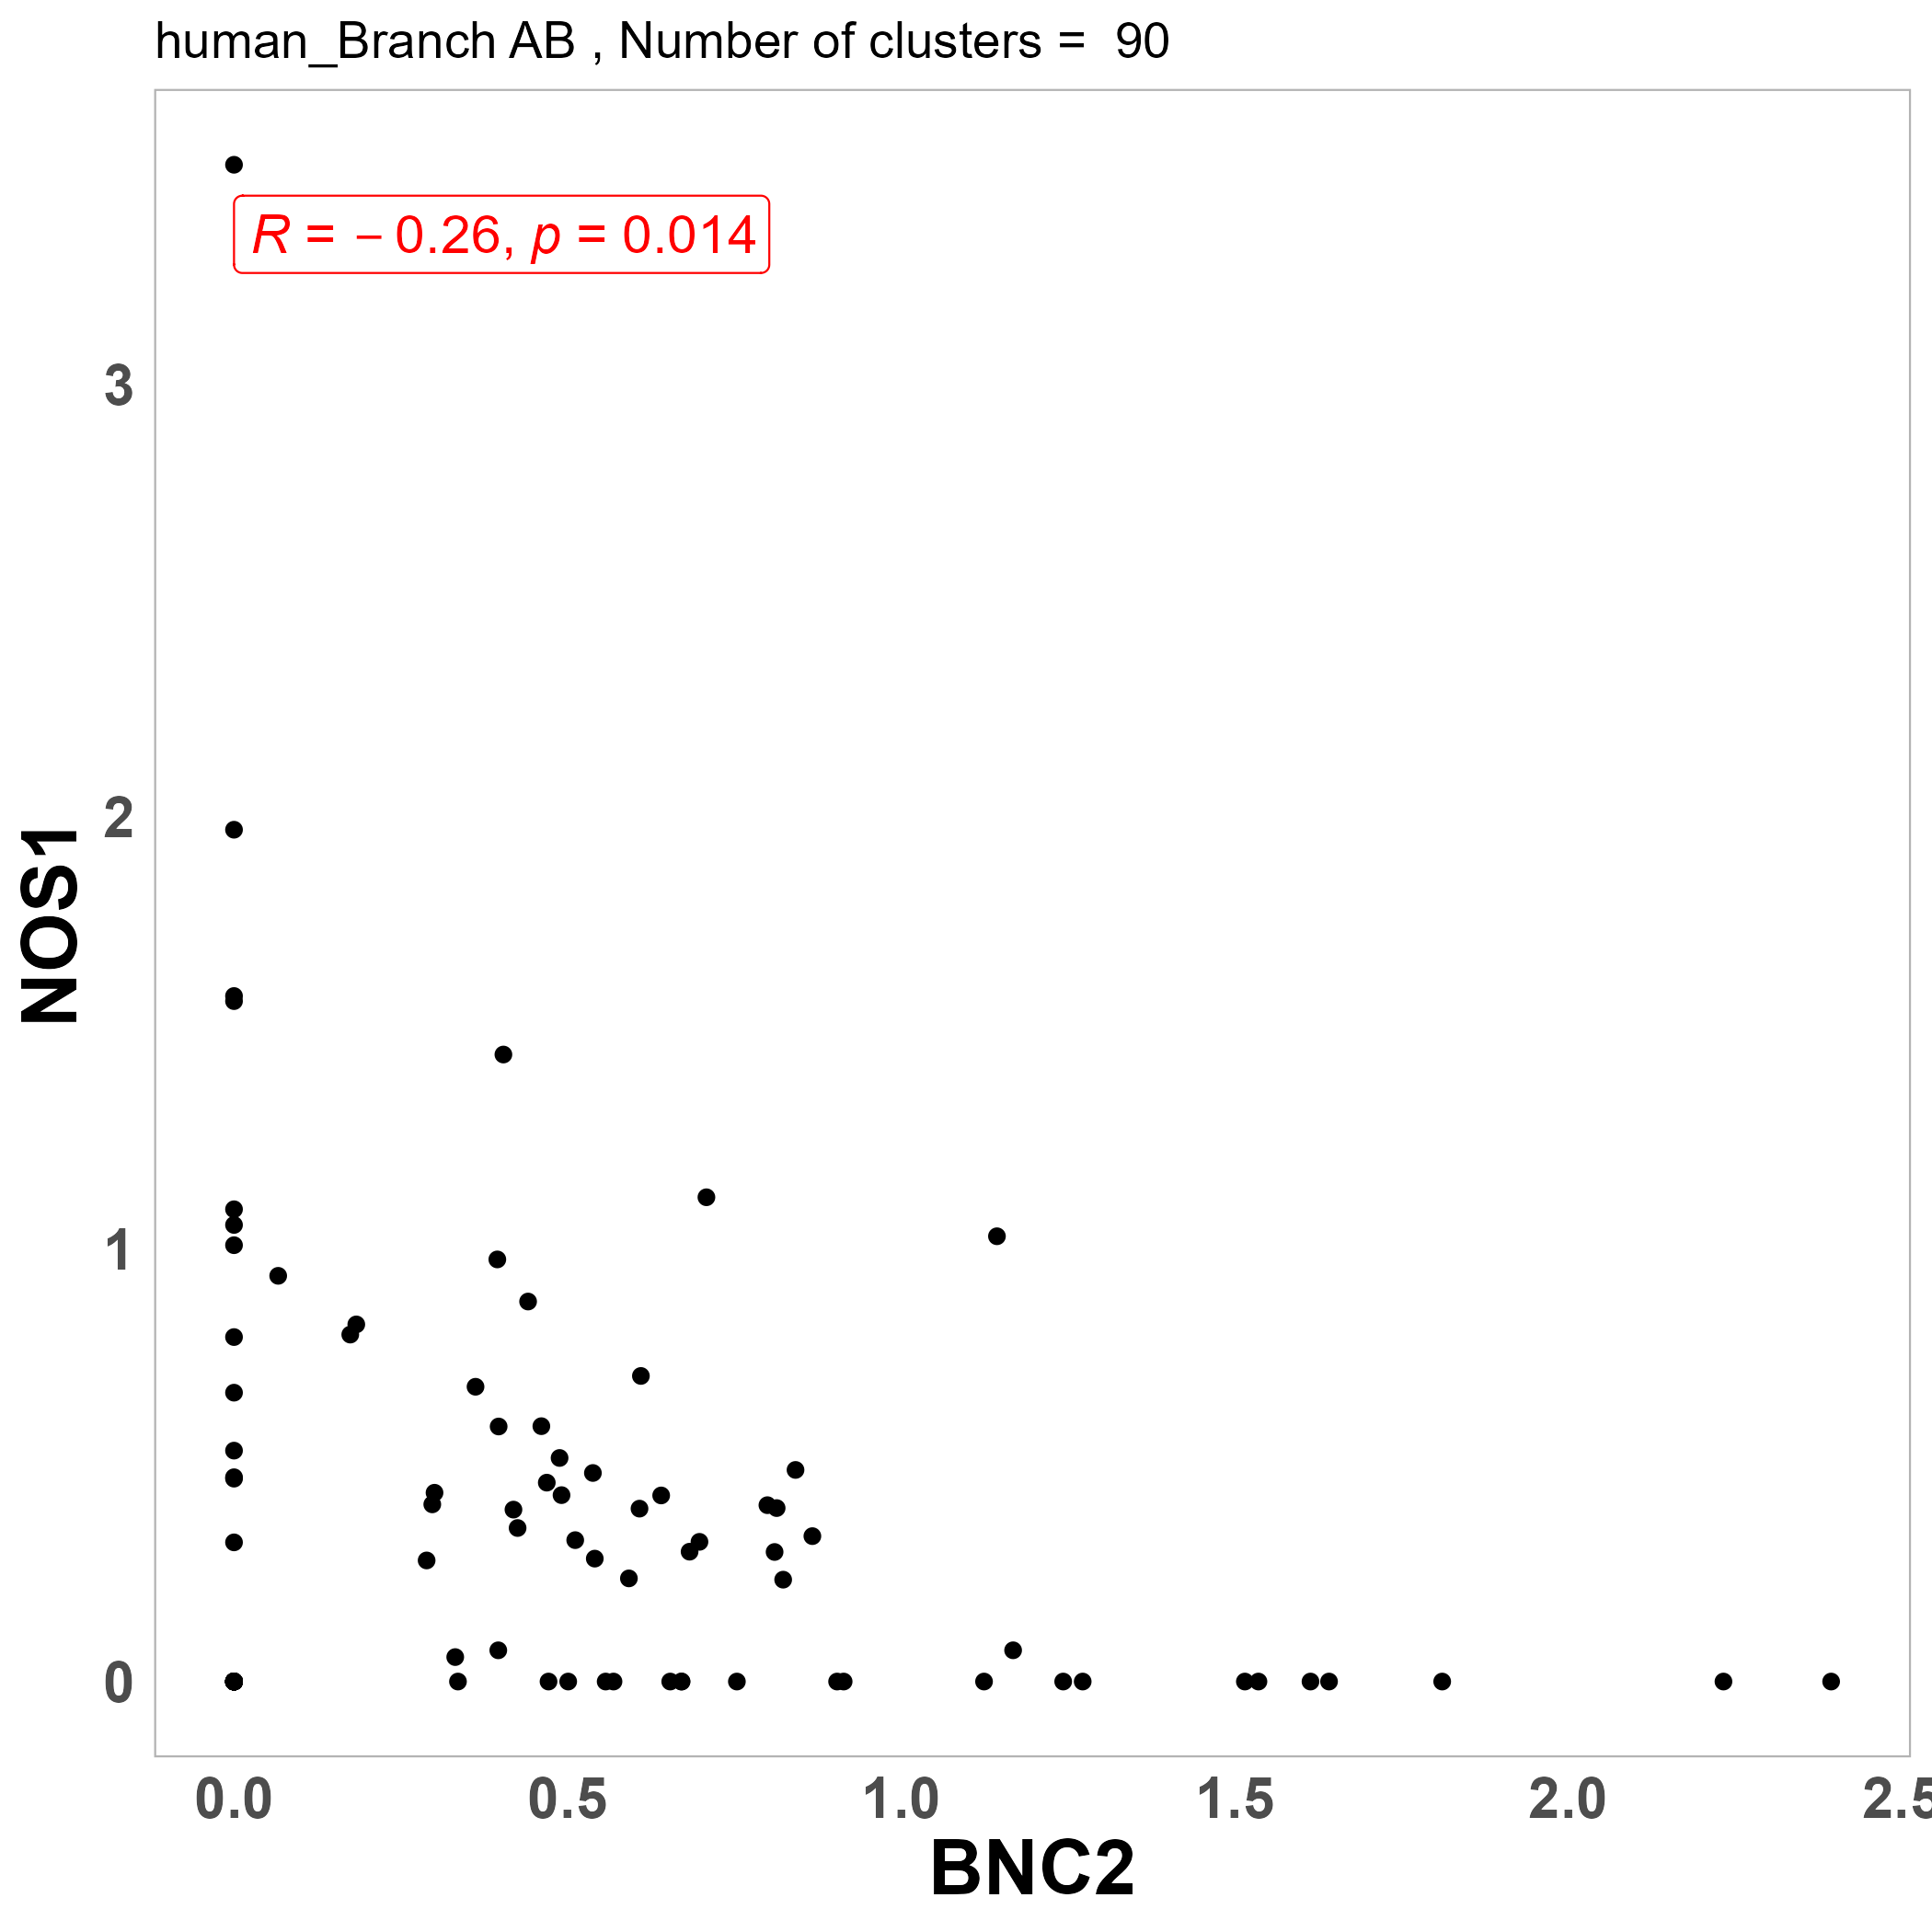 human_Branch AB , Number of clusters =  90
R = − 0.26, p = 0.014
3
2
1
0
NOS1
0.0 0.5 1.0 1.5 2.0 2.5
BNC2